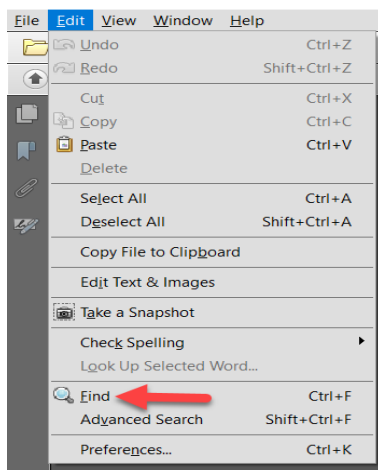 File Edit View Window Help
Undo Ctrl+Z
Redo Shift+Ctrl+Z
Cut Ctrl+X
Copy Ctrl+C
Paste Ctrl+V
Delete
Select All Ctrl+A
Deselect All Shift+Ctrl+A
Copy File to Clipboard
Edit Text & Images
Take a Snapshot
Check Spelling
Look Up Selected Word...
Find Ctrl+F
Advanced Search Shift+Ctrl+F
Preferences... Ctrl+K